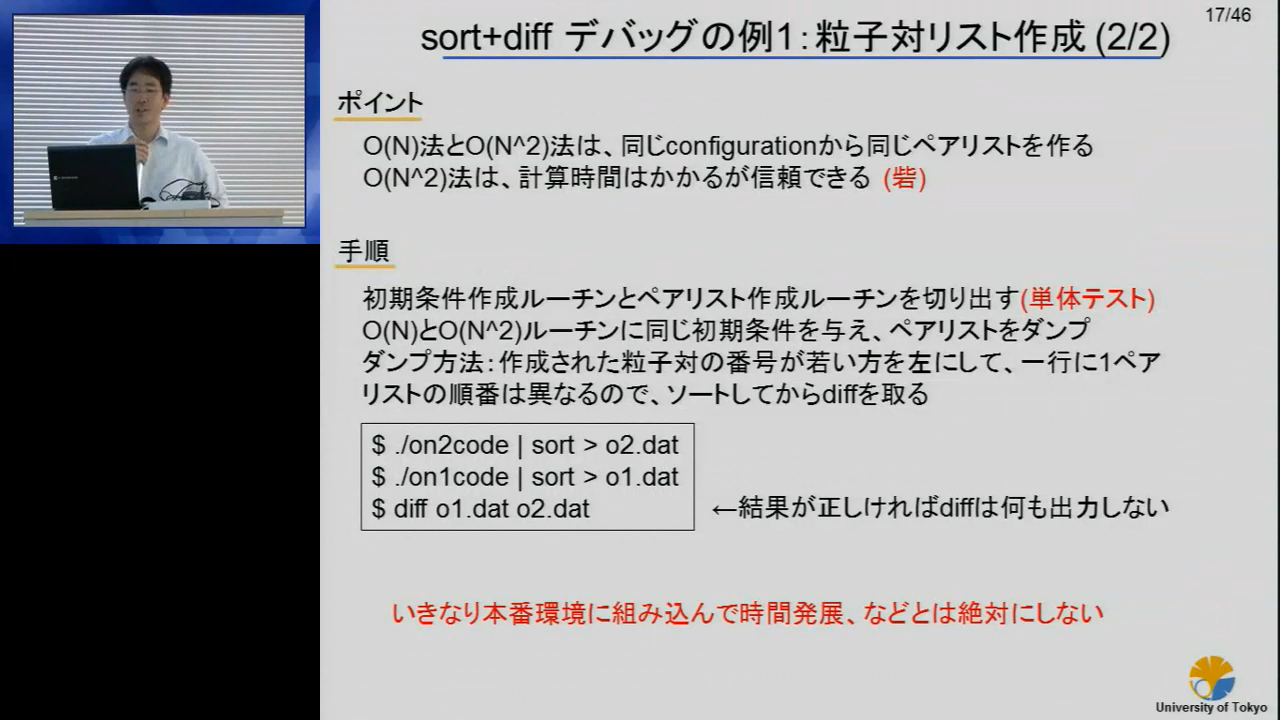 17/46
sort+diff デバッグの例1：粒子対リスト作成 (2/2)
ポイント
O(N)法とO(N^2)法は、同じconfigurationから同じペアリストを作る
O(N^2)法は、計算時間はかかるが信頼できる (砦)
手順
初期条件作成ルーチンとペアリスト作成ルーチンを切り出す(単体テスト)
O(N)とO(N^2)ルーチンに同じ初期条件を与え、ペアリストをダンプ
ダンプ方法：作成された粒子対の番号が若い方を左にして、一行に1ペア
リストの順番は異なるので、ソートしてからdiffを取る
$ ./on2code | sort > o2.dat
$ ./on1code | sort > o1.dat
$ diff o1.dat o2.dat
←結果が正しければdiffは何も出力しない
いきなり本番環境に組み込んで時間発展、などとは絶対にしない
University of Tokyo